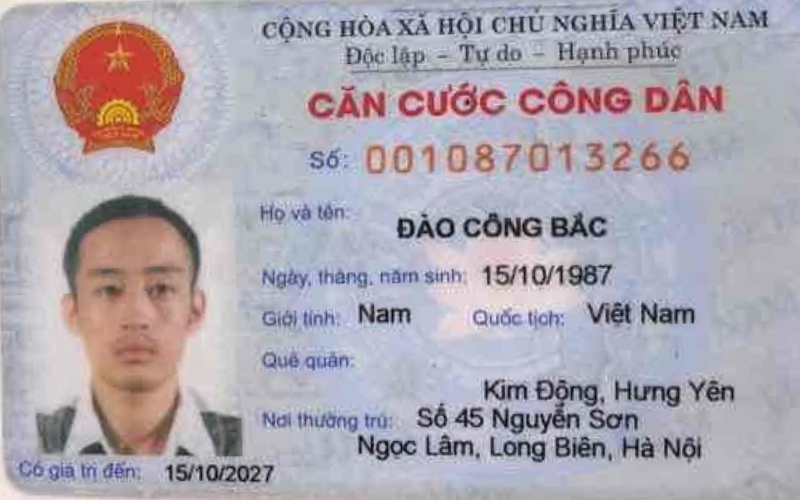 CỘNG HÒA XÃ HỘI CHỦ NGHĨA VIỆT NAM
Độc lập – Tự do – Hạnh phúc
CĂN CƯỚC CÔNG DÂN
Số: 001087013266
Họ và tên:
ĐÀO CÔNG BẮC
Ngày, tháng, năm sinh: 15/10/1987
Giới tính: Nam Quốc tịch: Việt Nam
Quê quán:
Kim Động, Hưng Yên
Nơi thường trú: Số 45 Nguyễn Sơn
Ngọc Lâm, Long Biên, Hà Nội
Có giá trị đến: 15/10/2027